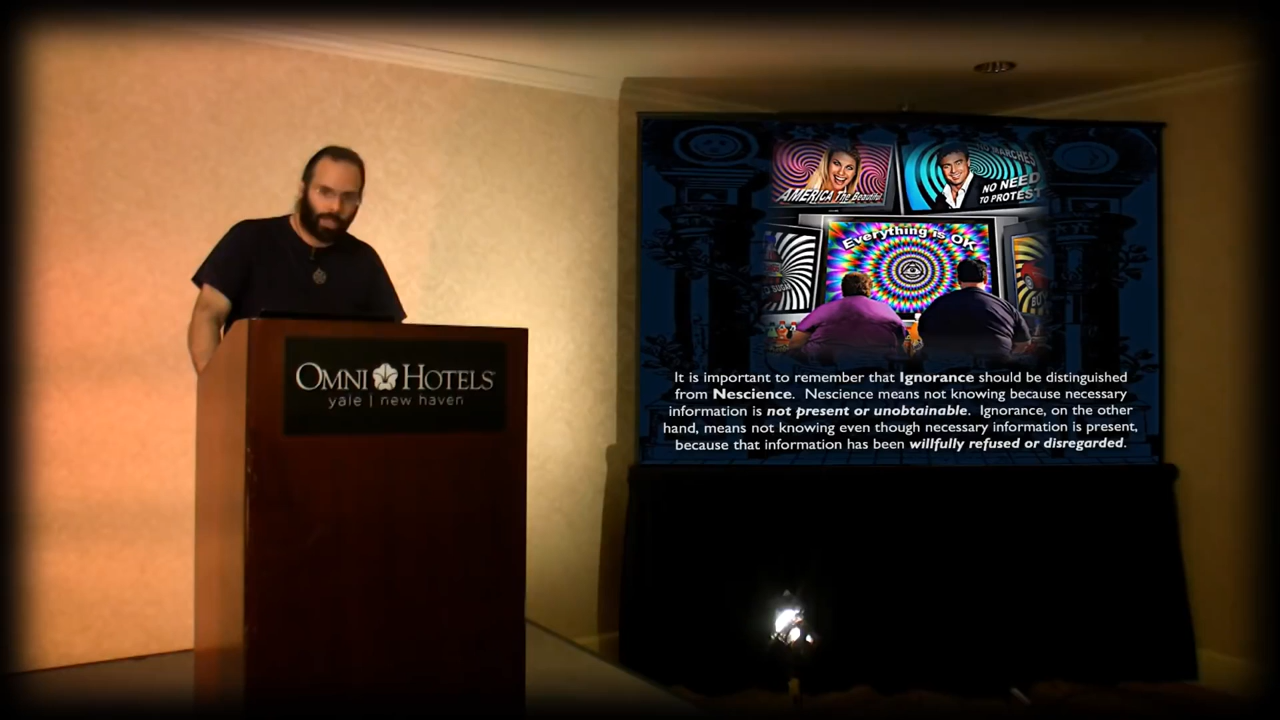 OMNI HOTELS
yale | new haven
AMERICA The Beautiful
MARCHES
NO NEED
TO PROTEST
Everything is OK
It is important to remember that Ignorance should be distinguished
from Nescience. Nescience means not knowing because necessary
information is not present or unobtainable. Ignorance, on the other
hand, means not knowing even though necessary information is present,
because that information has been willfully refused or disregarded.